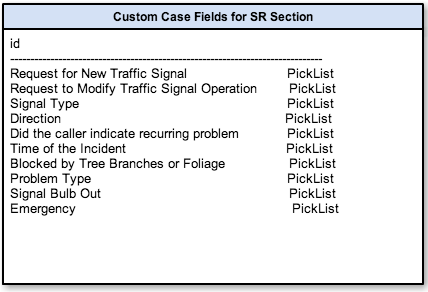 Custom Case Fields for SR Section
id
------------------------------------------------------------------------------
Request for New Traffic Signal PickList
Request to Modify Traffic Signal Operation PickList
Signal Type PickList
Direction PickList
Did the caller indicate recurring problem PickList
Time of the Incident PickList
Blocked by Tree Branches or Foliage PickList
Problem Type PickList
Signal Bulb Out PickList
Emergency PickList